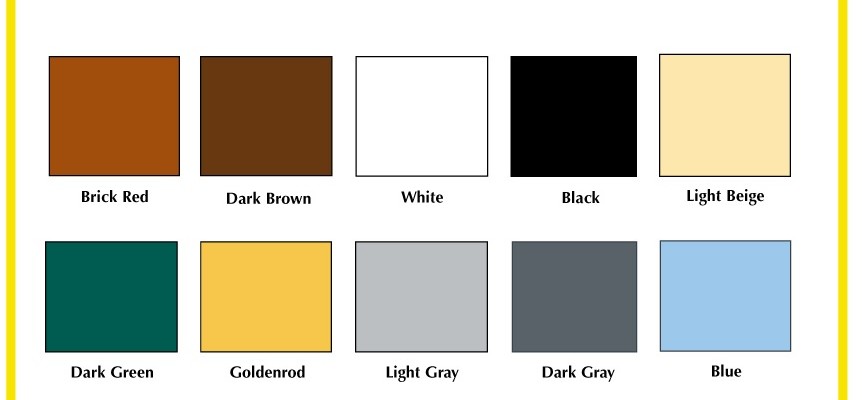 Brick Red
Dark Brown
White
Black
Light Beige
Dark Green
Goldenrod
Light Gray
Dark Gray
Blue